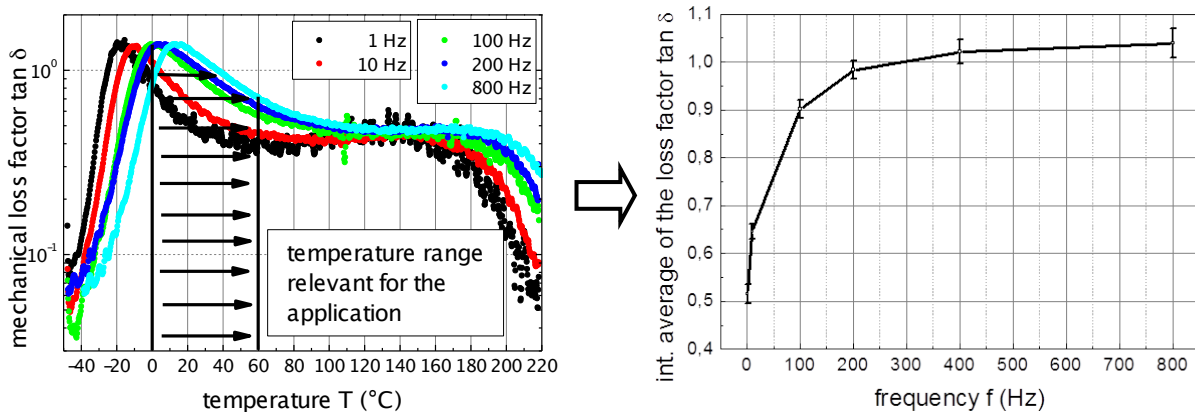 mechanical loss factor tan δ
10⁰
10⁻¹
1 Hz
10 Hz
100 Hz
200 Hz
800 Hz
temperature range
relevant for the
application
-40 -20 0 20 40 60 80 100 120 140 160 180 200 220
temperature T (°C)
int. average of the loss factor tan δ
1,1
1,0
0,9
0,8
0,7
0,6
0,5
0,4
0 100 200 300 400 500 600 700 800
frequency f (Hz)